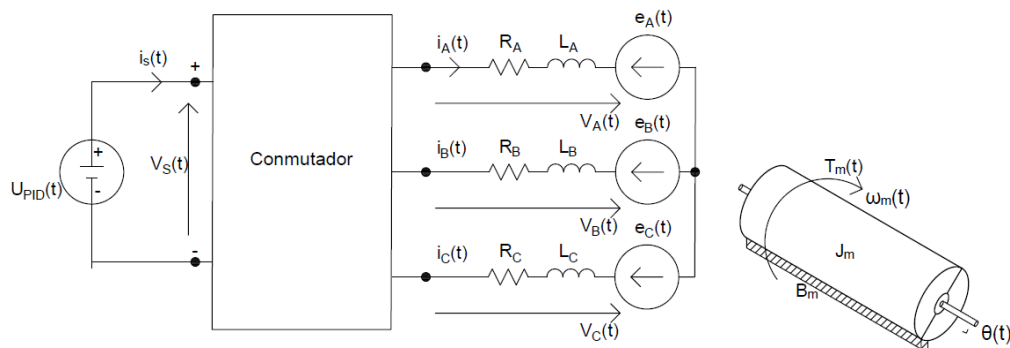 i_s(t)
+
+
-
U_PID(t)
V_S(t)
-
Conmutador
i_A(t)
R_A
L_A
e_A(t)
V_A(t)
i_B(t)
R_B
L_B
e_B(t)
V_B(t)
i_C(t)
R_C
L_C
e_C(t)
V_C(t)
T_m(t)
ω_m(t)
J_m
B_m
θ(t)